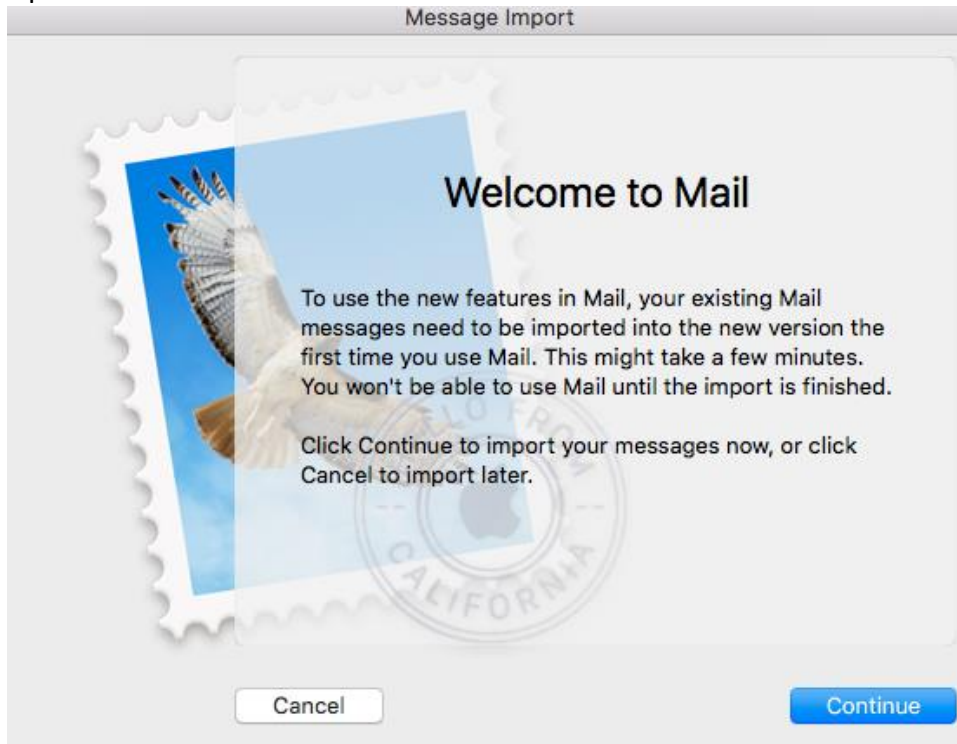 Message Import
Welcome to Mail
To use the new features in Mail, your existing Mail
messages need to be imported into the new version the
first time you use Mail. This might take a few minutes.
You won't be able to use Mail until the import is finished.
Click Continue to import your messages now, or click
Cancel to import later.
FROM
CALIFORNIA
Cancel
Continue